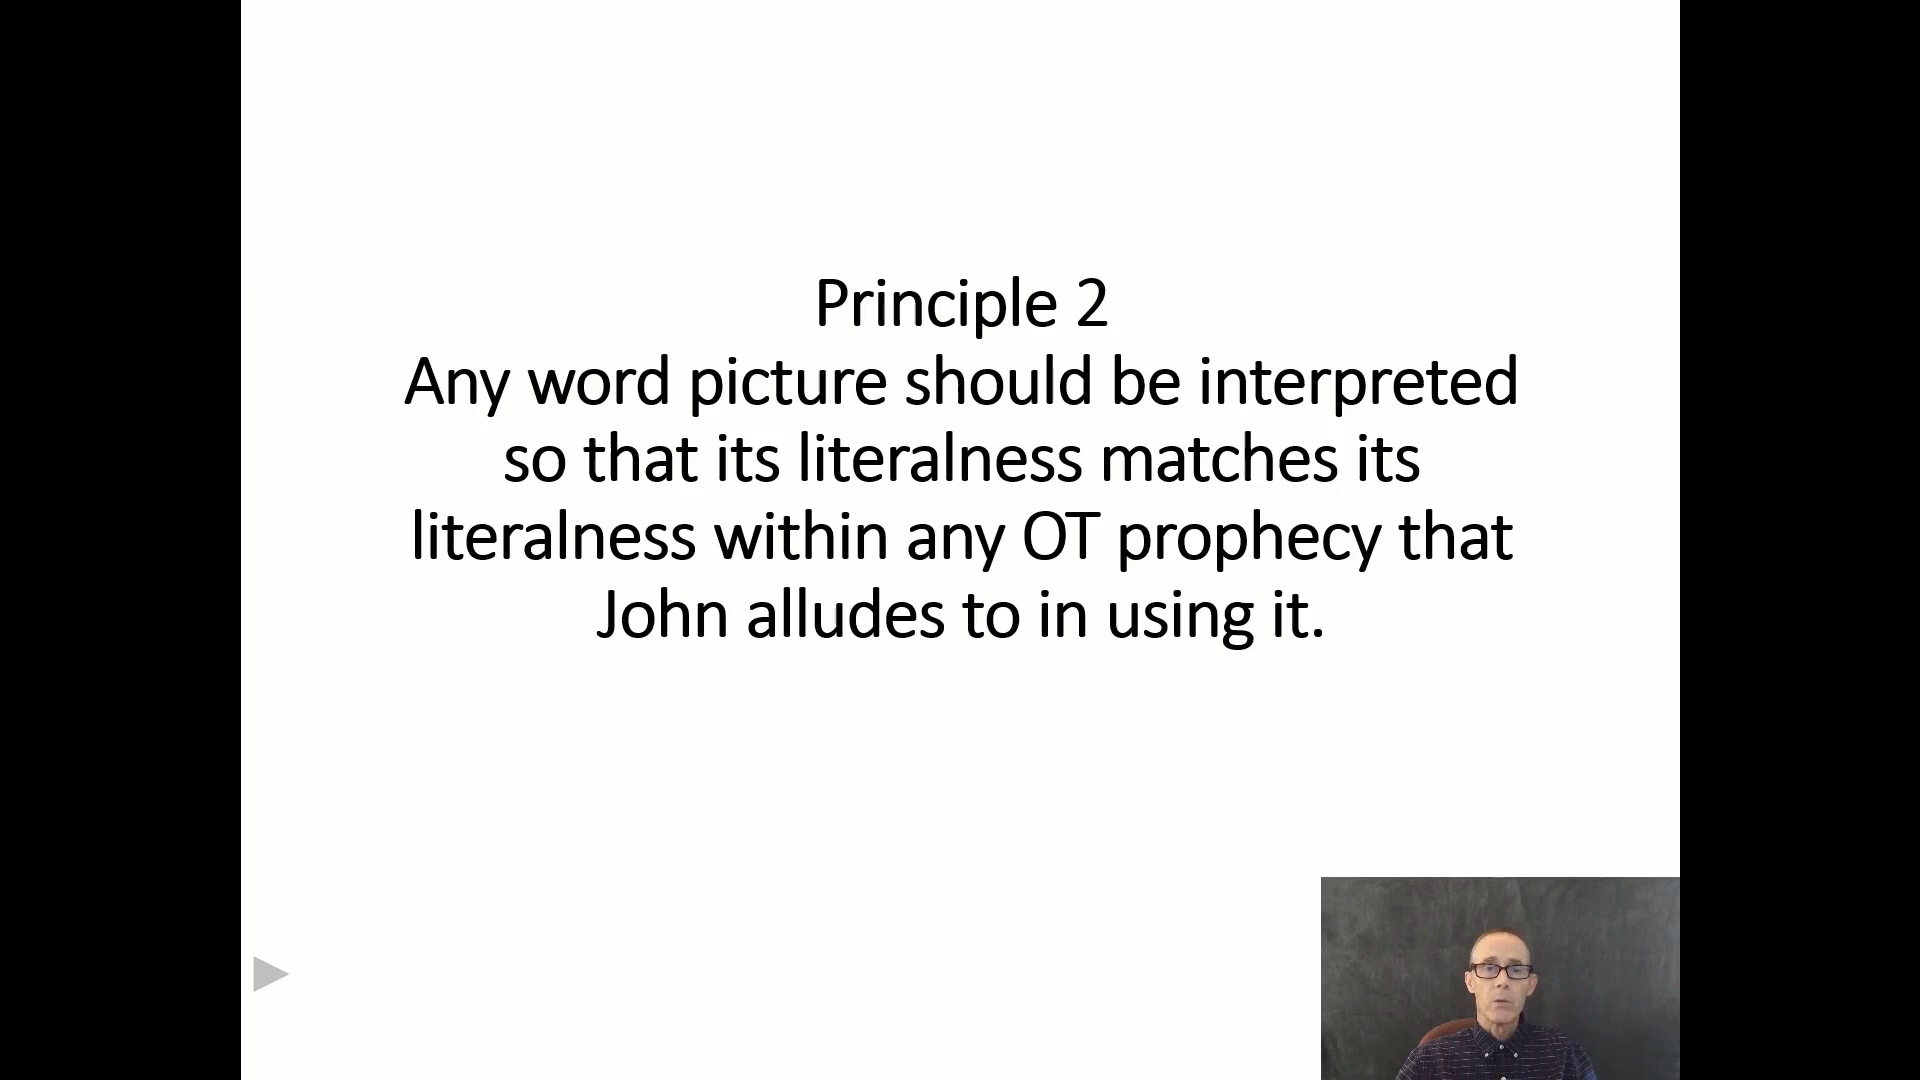 Principle 2
Any word picture should be interpreted
so that its literalness matches its
literalness within any OT prophecy that
John alludes to in using it.